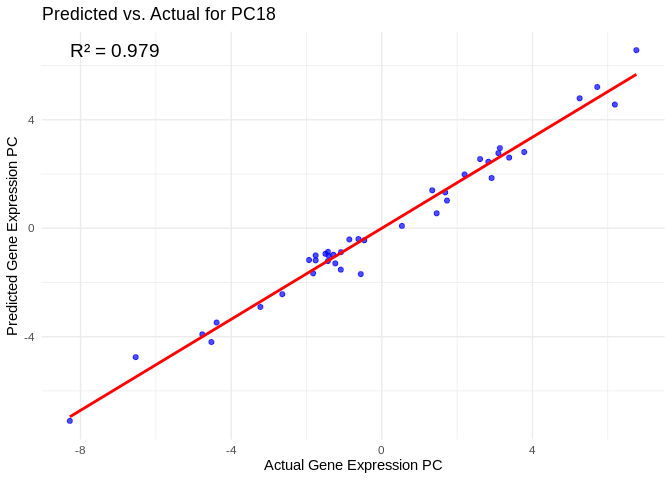 Predicted vs. Actual for PC18
R² = 0.979
Predicted Gene Expression PC
4
0
-4
-8
-4
0
4
Actual Gene Expression PC